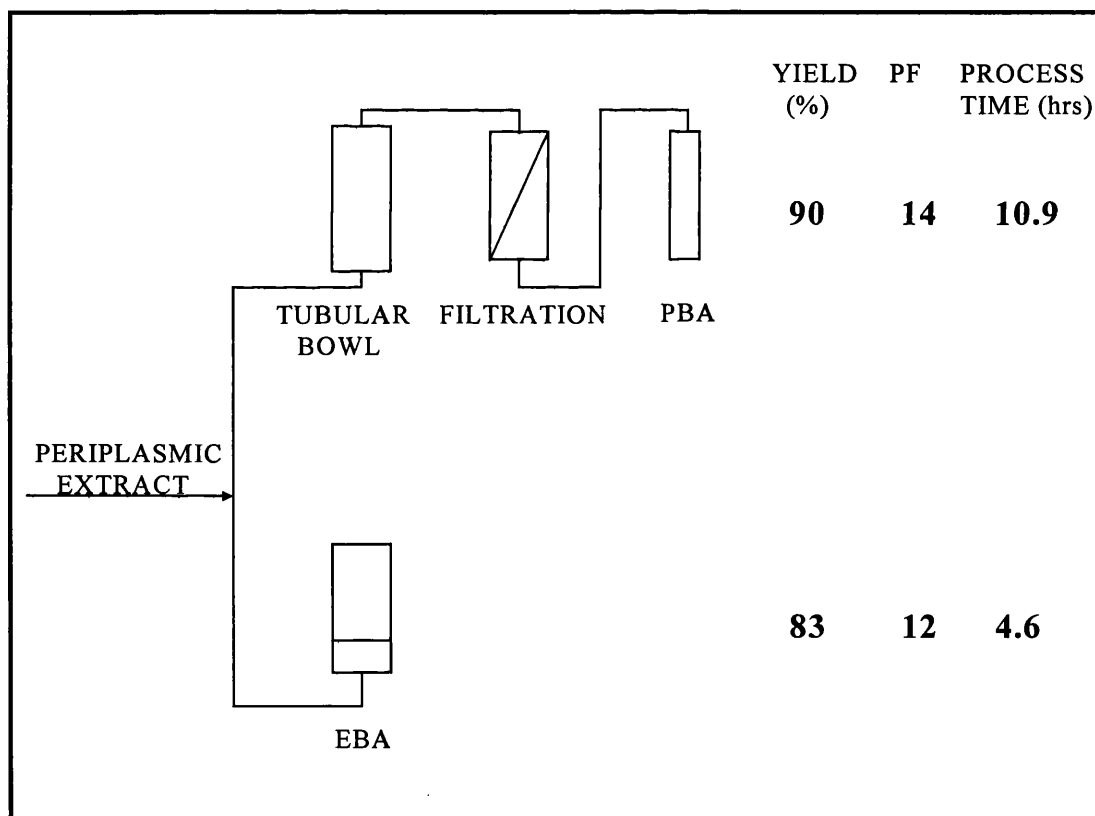 YIELD PF PROCESS
(%) TIME (hrs)
90 14 10.9
TUBULAR FILTRATION PBA
BOWL
PERIPLASMIC
EXTRACT
83 12 4.6
EBA